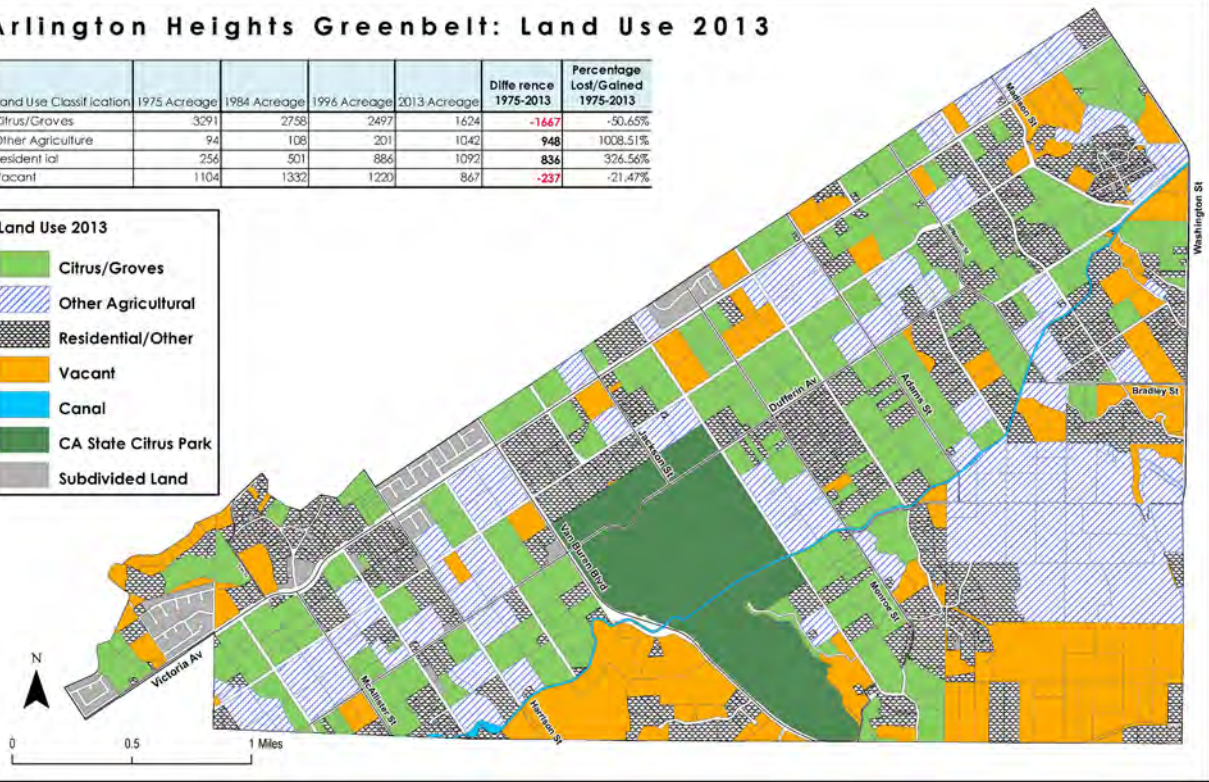 Arlington Heights Greenbelt: Land Use 2013
and Use Classification 1975 Acreage 1984 Acreage 1996 Acreage 2013 Acreage Difference 1975-2013 Percentage Lost/Gained 1975-2013
Citrus/Groves 3291 2758 2497 1624 -1667 -50.65%
Other Agriculture 94 108 201 1042 948 1008.51%
esidential 256 501 886 1092 836 326.56%
acant 1104 1332 1220 867 -237 -21.47%
Land Use 2013
Citrus/Groves
Other Agricultural
Residential/Other
Vacant
Canal
CA State Citrus Park
Subdivided Land
Madison St
Washington St
Bradley St
Adams St
Dufferin Av
Jackson St
Van Buren Blvd
Monroe St
Victoria Av
McAllister St
Harrison St
N
0 0.5 1 Miles